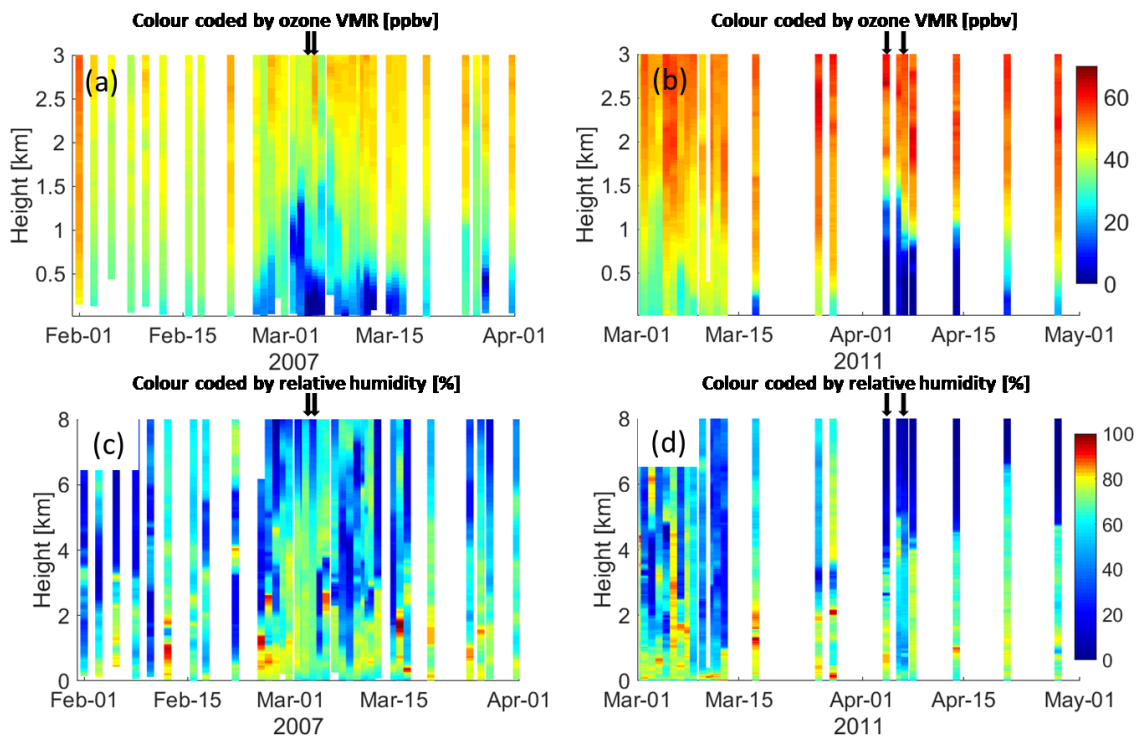 Colour coded by ozone VMR [ppbv]
Colour coded by ozone VMR [ppbv]
(a)
(b)
Height [km]
3
2.5
2
1.5
1
0.5
Feb-01
Feb-15
Mar-01
Mar-15
Apr-01
2007
Height [km]
3
2.5
2
1.5
1
0.5
Mar-01
Mar-15
Apr-01
Apr-15
May-01
2011
60
40
20
0
Colour coded by relative humidity [%]
Colour coded by relative humidity [%]
(c)
(d)
Height [km]
8
6
4
2
0
Feb-01
Feb-15
Mar-01
Mar-15
Apr-01
2007
Height [km]
8
6
4
2
0
Mar-01
Mar-15
Apr-01
Apr-15
May-01
2011
100
80
60
40
20
0